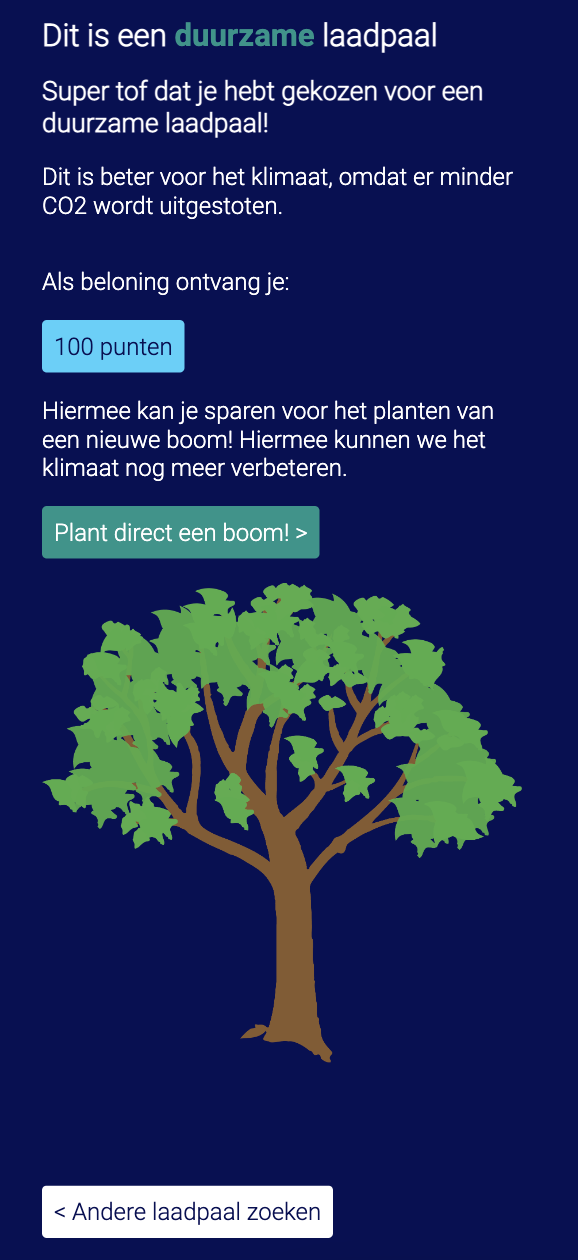 Dit is een duurzame laadpaal
Super tof dat je hebt gekozen voor een
duurzame laadpaal!
Dit is beter voor het klimaat, omdat er minder
CO2 wordt uitgestoten.
Als beloning ontvang je:
100 punten
Hiermee kan je sparen voor het planten van
een nieuwe boom! Hiermee kunnen we het
klimaat nog meer verbeteren.
Plant direct een boom! >
< Andere laadpaal zoeken